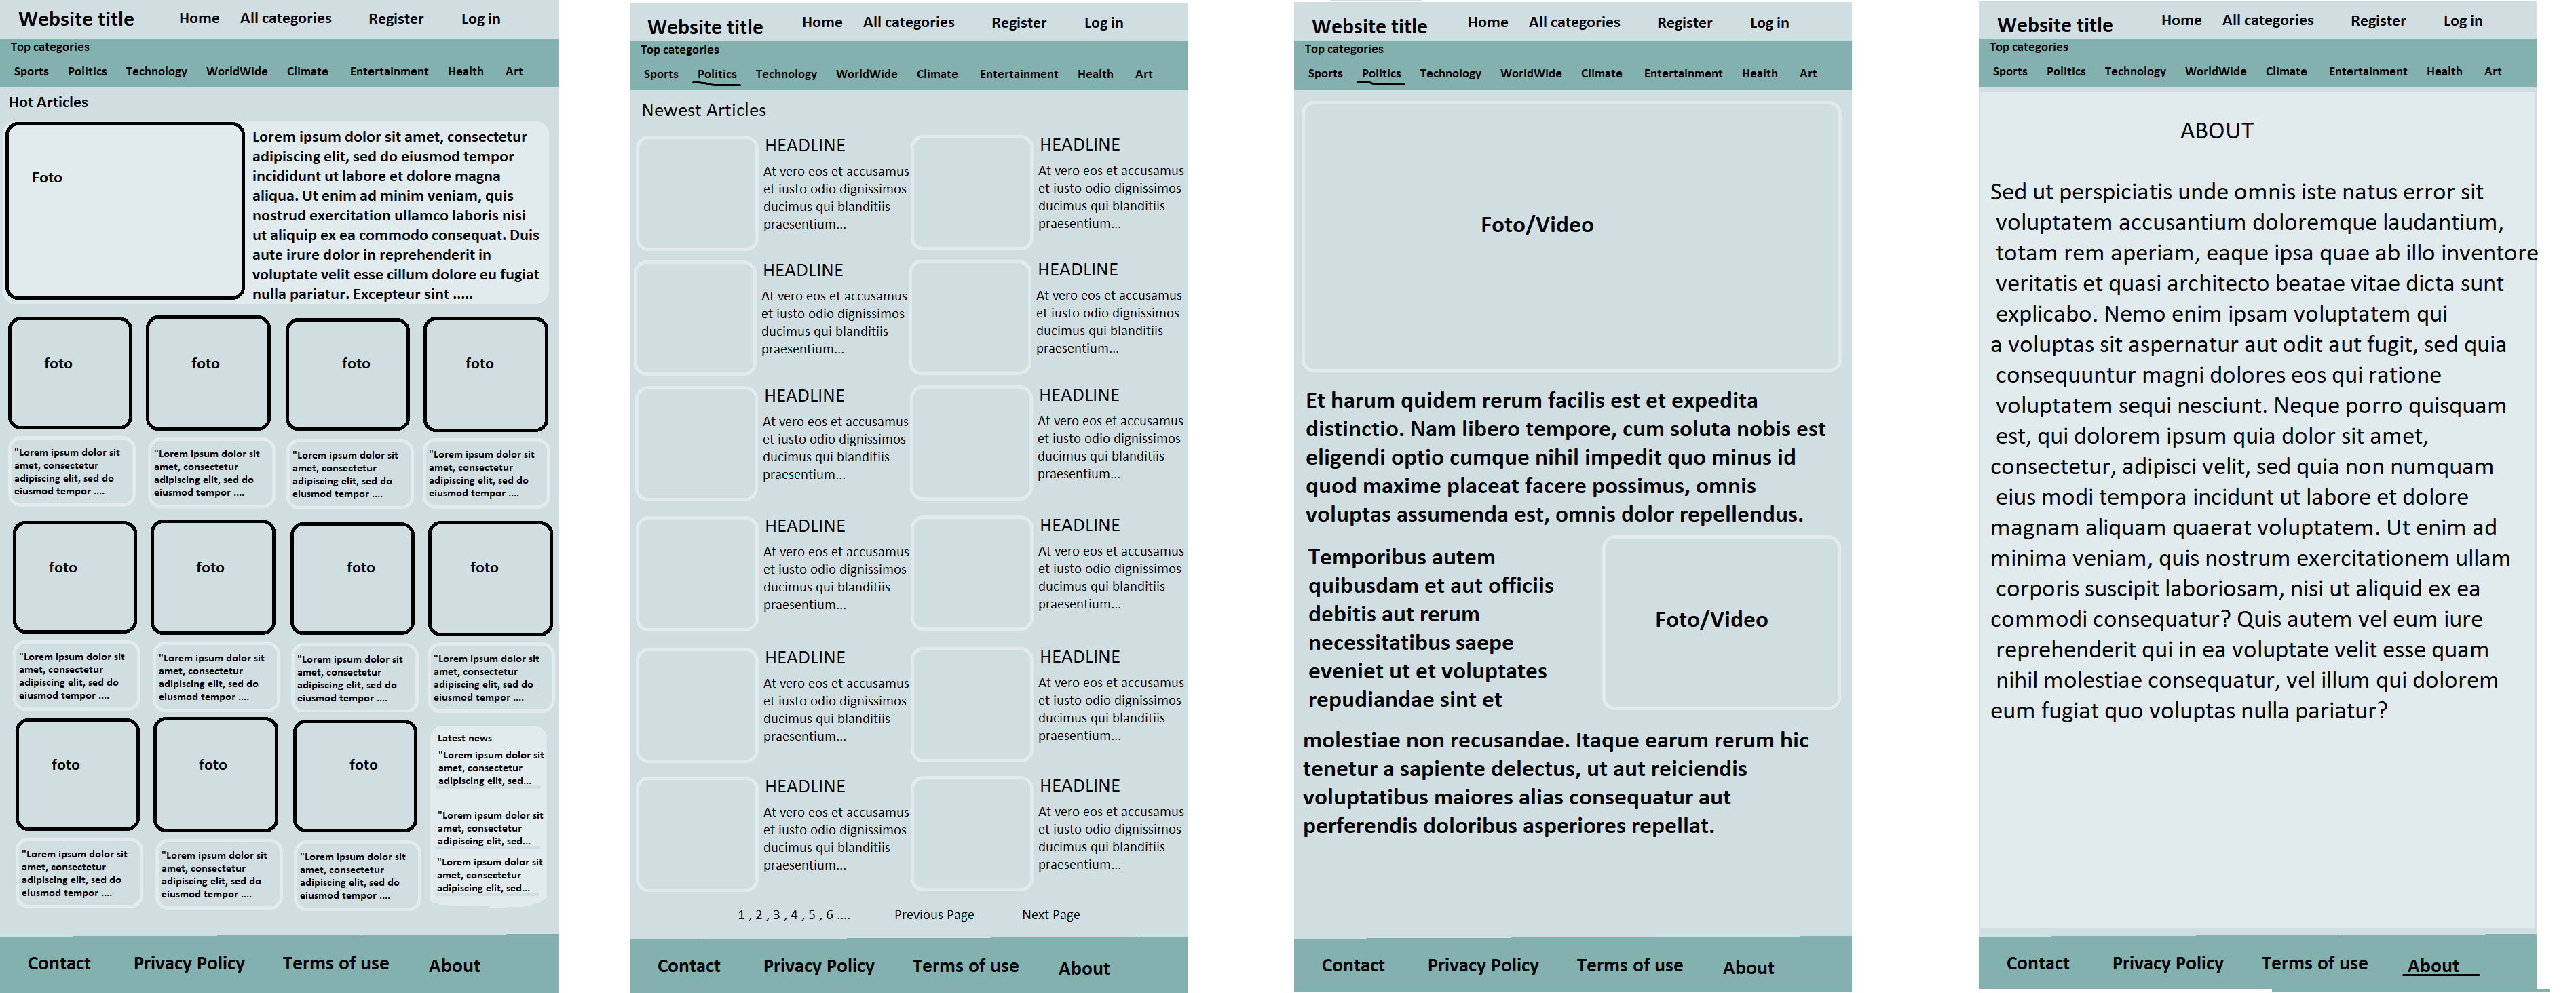 Website title Home All categories Register Log in
Top categories
Sports Politics Technology WorldWide Climate Entertainment Health Art
Hot Articles
Foto
Lorem ipsum dolor sit amet, consectetur
adipiscing elit, sed do eiusmod tempor
incididunt ut labore et dolore magna
aliqua. Ut enim ad minim veniam, quis
nostrud exercitation ullamco laboris nisi
ut aliquip ex ea commodo consequat. Duis
aute irure dolor in reprehenderit in
voluptate velit esse cillum dolore eu fugiat
nulla pariatur. Excepteur sint .....
foto foto foto foto
"Lorem ipsum dolor sit
amet, consectetur
adipiscing elit, sed do
eiusmod tempor ....
"Lorem ipsum dolor sit
amet, consectetur
adipiscing elit, sed do
eiusmod tempor ....
"Lorem ipsum dolor sit
amet, consectetur
adipiscing elit, sed do
eiusmod tempor ....
"Lorem ipsum dolor sit
amet, consectetur
adipiscing elit, sed do
eiusmod tempor ....
foto foto foto foto
"Lorem ipsum dolor sit
amet, consectetur
adipiscing elit, sed do
eiusmod tempor ....
"Lorem ipsum dolor sit
amet, consectetur
adipiscing elit, sed do
eiusmod tempor ....
"Lorem ipsum dolor sit
amet, consectetur
adipiscing elit, sed do
eiusmod tempor ....
"Lorem ipsum dolor sit
amet, consectetur
adipiscing elit, sed do
eiusmod tempor ....
foto foto foto
"Lorem ipsum dolor sit
amet, consectetur
adipiscing elit, sed do
eiusmod tempor ....
"Lorem ipsum dolor sit
amet, consectetur
adipiscing elit, sed do
eiusmod tempor ....
"Lorem ipsum dolor sit
amet, consectetur
adipiscing elit, sed do
eiusmod tempor ....
Latest news
"Lorem ipsum dolor sit
amet, consectetur
adipiscing elit, sed...
"Lorem ipsum dolor sit
amet, consectetur
adipiscing elit, sed...
"Lorem ipsum dolor sit
amet, consectetur
adipiscing elit, sed...
Contact Privacy Policy Terms of use About
Website title Home All categories Register Log in
Top categories
Sports Politics Technology WorldWide Climate Entertainment Health Art
Newest Articles
HEADLINE
At vero eos et accusamus
et iusto odio dignissimos
ducimus qui blanditiis
praesentium...
HEADLINE
At vero eos et accusamus
et iusto odio dignissimos
ducimus qui blanditiis
praesentium...
HEADLINE
At vero eos et accusamus
et iusto odio dignissimos
ducimus qui blanditiis
praesentium...
HEADLINE
At vero eos et accusamus
et iusto odio dignissimos
ducimus qui blanditiis
praesentium...
HEADLINE
At vero eos et accusamus
et iusto odio dignissimos
ducimus qui blanditiis
praesentium...
HEADLINE
At vero eos et accusamus
et iusto odio dignissimos
ducimus qui blanditiis
praesentium...
HEADLINE
At vero eos et accusamus
et iusto odio dignissimos
ducimus qui blanditiis
praesentium...
HEADLINE
At vero eos et accusamus
et iusto odio dignissimos
ducimus qui blanditiis
praesentium...
HEADLINE
At vero eos et accusamus
et iusto odio dignissimos
ducimus qui blanditiis
praesentium...
HEADLINE
At vero eos et accusamus
et iusto odio dignissimos
ducimus qui blanditiis
praesentium...
HEADLINE
At vero eos et accusamus
et iusto odio dignissimos
ducimus qui blanditiis
praesentium...
HEADLINE
At vero eos et accusamus
et iusto odio dignissimos
ducimus qui blanditiis
praesentium...
1 , 2 , 3 , 4 , 5 , 6 .... Previous Page Next Page
Contact Privacy Policy Terms of use About
Website title Home All categories Register Log in
Top categories
Sports Politics Technology WorldWide Climate Entertainment Health Art
Foto/Video
Et harum quidem rerum facilis est et expedita
distinctio. Nam libero tempore, cum soluta nobis est
eligendi optio cumque nihil impedit quo minus id
quod maxime placeat facere possimus, omnis
voluptas assumenda est, omnis dolor repellendus.
Temporibus autem
quibusdam et aut officiis
debitis aut rerum
necessitatibus saepe
eveniet ut et voluptates
repudiandae sint et
Foto/Video
molestiae non recusandae. Itaque earum rerum hic
tenetur a sapiente delectus, ut aut reiciendis
voluptatibus maiores alias consequatur aut
perferendis doloribus asperiores repellat.
Contact Privacy Policy Terms of use About
Website title Home All categories Register Log in
Top categories
Sports Politics Technology WorldWide Climate Entertainment Health Art
ABOUT
Sed ut perspiciatis unde omnis iste natus error sit
voluptatem accusantium doloremque laudantium,
totam rem aperiam, eaque ipsa quae ab illo inventore
veritatis et quasi architecto beatae vitae dicta sunt
explicabo. Nemo enim ipsam voluptatem qui
a voluptas sit aspernatur aut odit aut fugit, sed quia
consequuntur magni dolores eos qui ratione
voluptatem sequi nesciunt. Neque porro quisquam
est, qui dolorem ipsum quia dolor sit amet,
consectetur, adipisci velit, sed quia non numquam
eius modi tempora incidunt ut labore et dolore
magnam aliquam quaerat voluptatem. Ut enim ad
minima veniam, quis nostrum exercitationem ullam
corporis suscipit laboriosam, nisi ut aliquid ex ea
commodi consequatur? Quis autem vel eum iure
reprehenderit qui in ea voluptate velit esse quam
nihil molestiae consequatur, vel illum qui dolorem
eum fugiat quo voluptas nulla pariatur?
Contact Privacy Policy Terms of use About